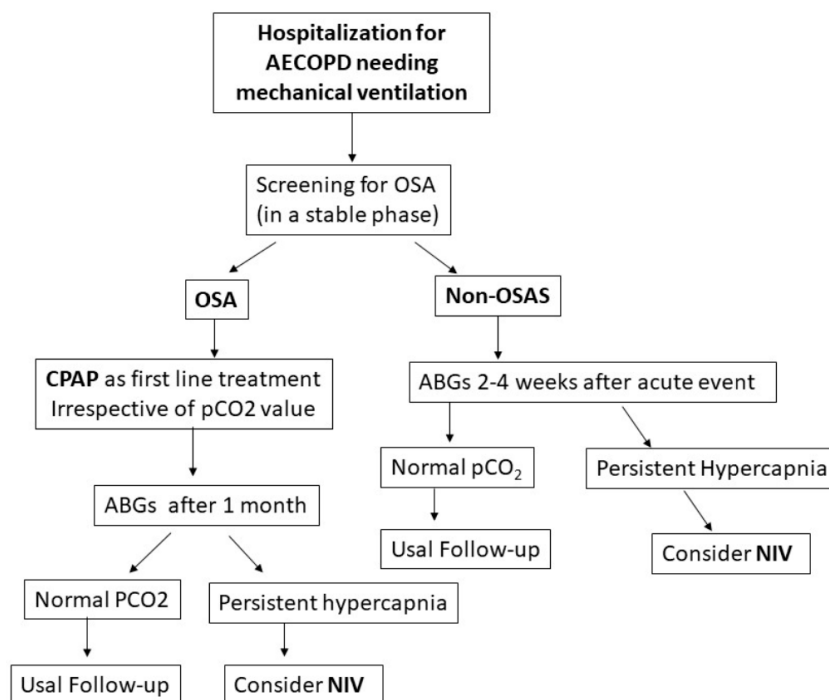 Hospitalization for
AECOPD needing
mechanical ventilation
Screening for OSA
(in a stable phase)
OSA
Non-OSAS
CPAP as first line treatment
Irrespective of pCO2 value
ABGs 2-4 weeks after acute event
Normal pCO₂
Persistent Hypercapnia
ABGs after 1 month
Usal Follow-up
Consider NIV
Normal PCO2
Persistent hypercapnia
Usal Follow-up
Consider NIV